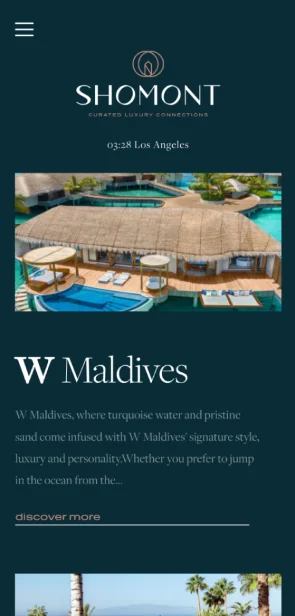 SHOMONT
CURATED LUXURY CONNECTIONS
03:28 Los Angeles
W Maldives
W Maldives, where turquoise water and pristine
sand come infused with W Maldives' signature style,
luxury and personality.Whether you prefer to jump
in the ocean from the...
discover more